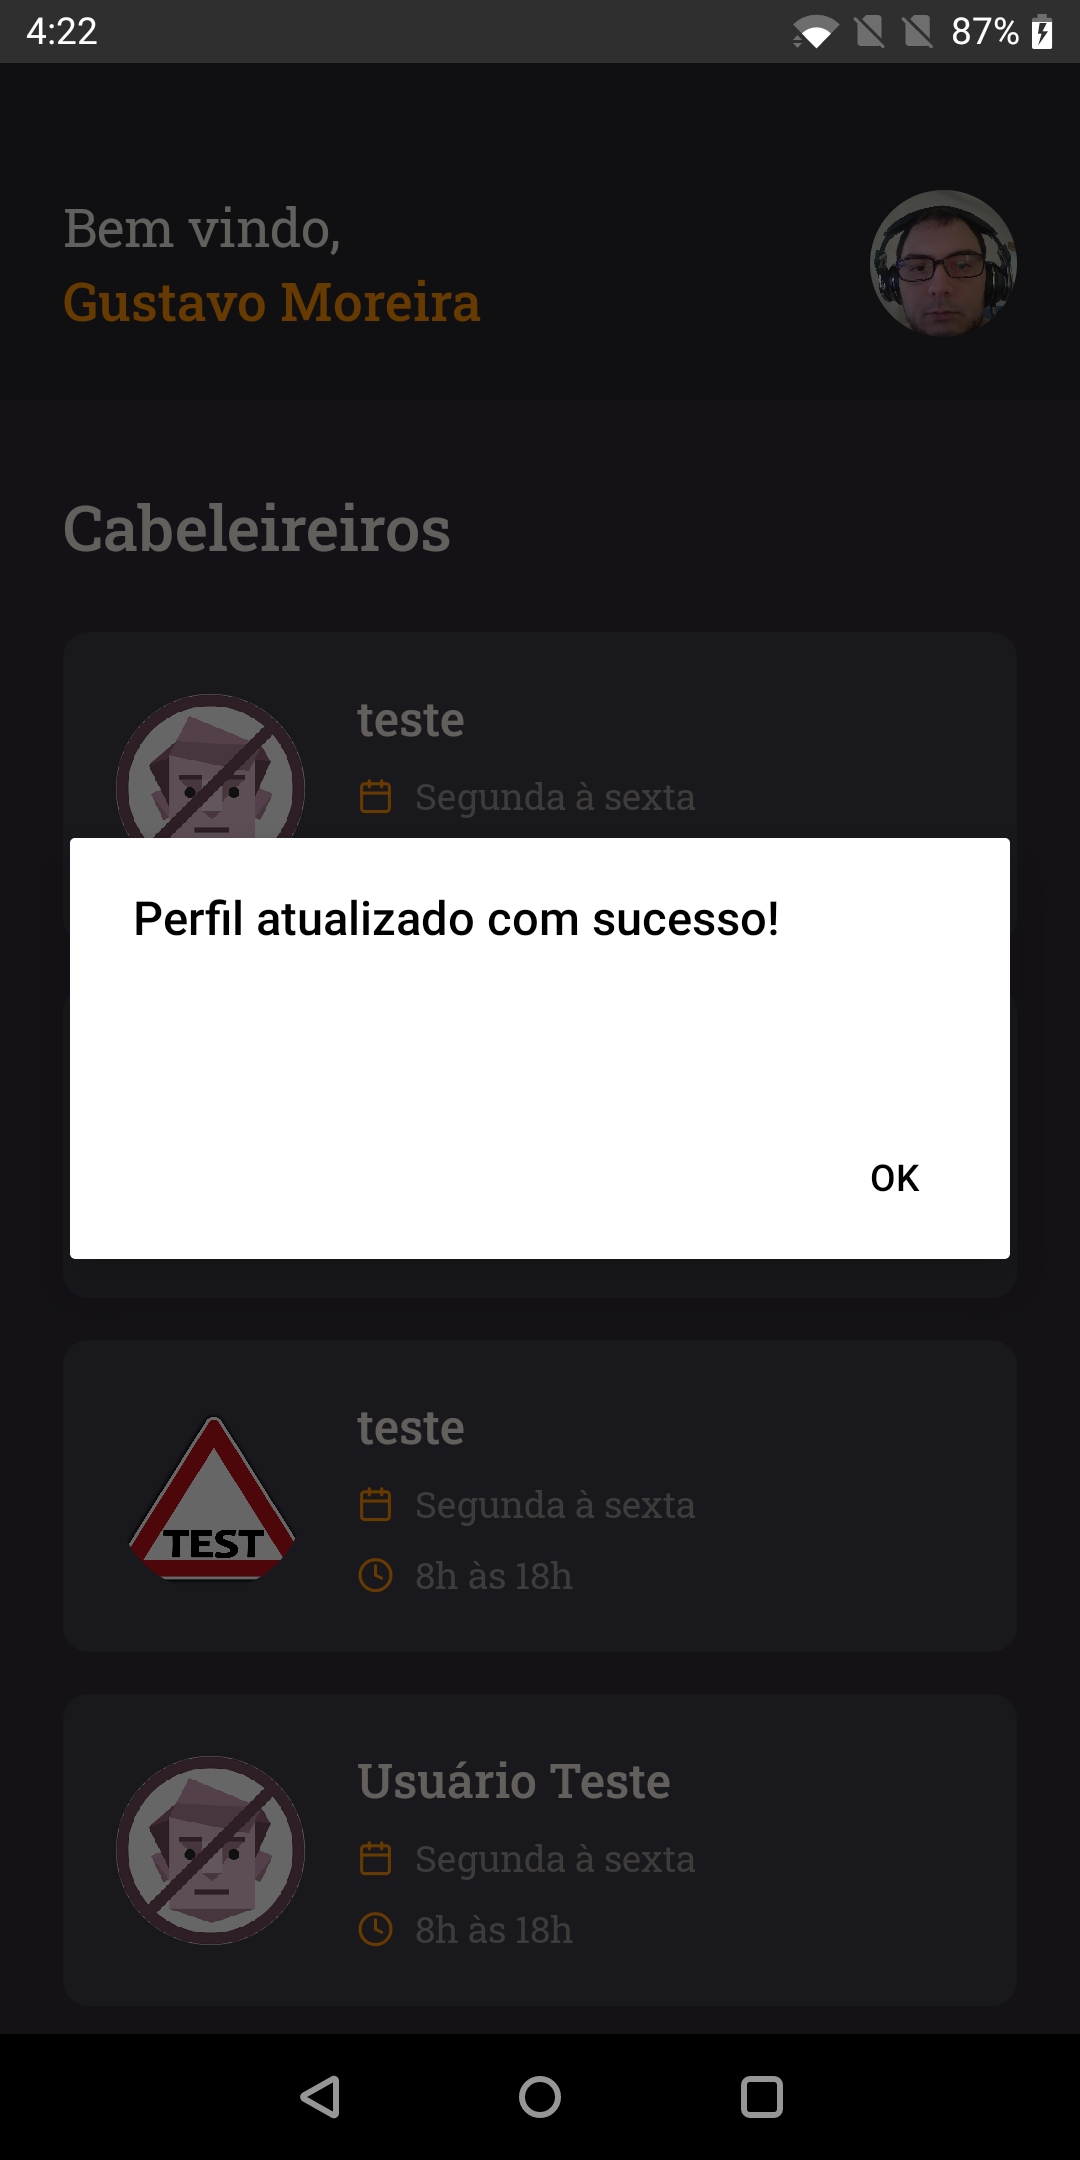 4:22
87%
Bem vindo,
Gustavo Moreira
Cabeleireiros
teste
Segunda à sexta
Perfil atualizado com sucesso!
OK
teste
Segunda à sexta
8h às 18h
TEST
Usuário Teste
Segunda à sexta
8h às 18h